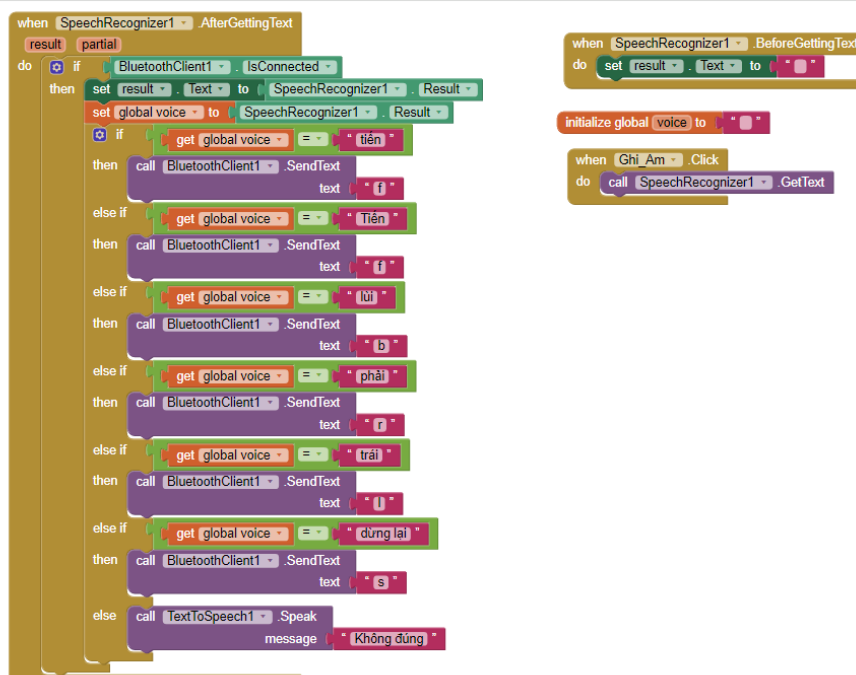 when SpeechRecognizer1 .AfterGettingText
result partial
do if BluetoothClient1 . IsConnected
then set result . Text to SpeechRecognizer1 . Result
set global voice to SpeechRecognizer1 . Result
if get global voice = " tiến "
then call BluetoothClient1 .SendText
text " f "
else if get global voice = " Tiến "
then call BluetoothClient1 .SendText
text " f "
else if get global voice = " lùi "
then call BluetoothClient1 .SendText
text " b "
else if get global voice = " phải "
then call BluetoothClient1 .SendText
text " r "
else if get global voice = " trái "
then call BluetoothClient1 .SendText
text " l "
else if get global voice = " dừng lại "
then call BluetoothClient1 .SendText
text " s "
else call TextToSpeech1 .Speak
message " Không đúng "
when SpeechRecognizer1 .BeforeGettingText
do set result . Text to " "
initialize global voice to " "
when Ghi_Am .Click
do call SpeechRecognizer1 .GetText